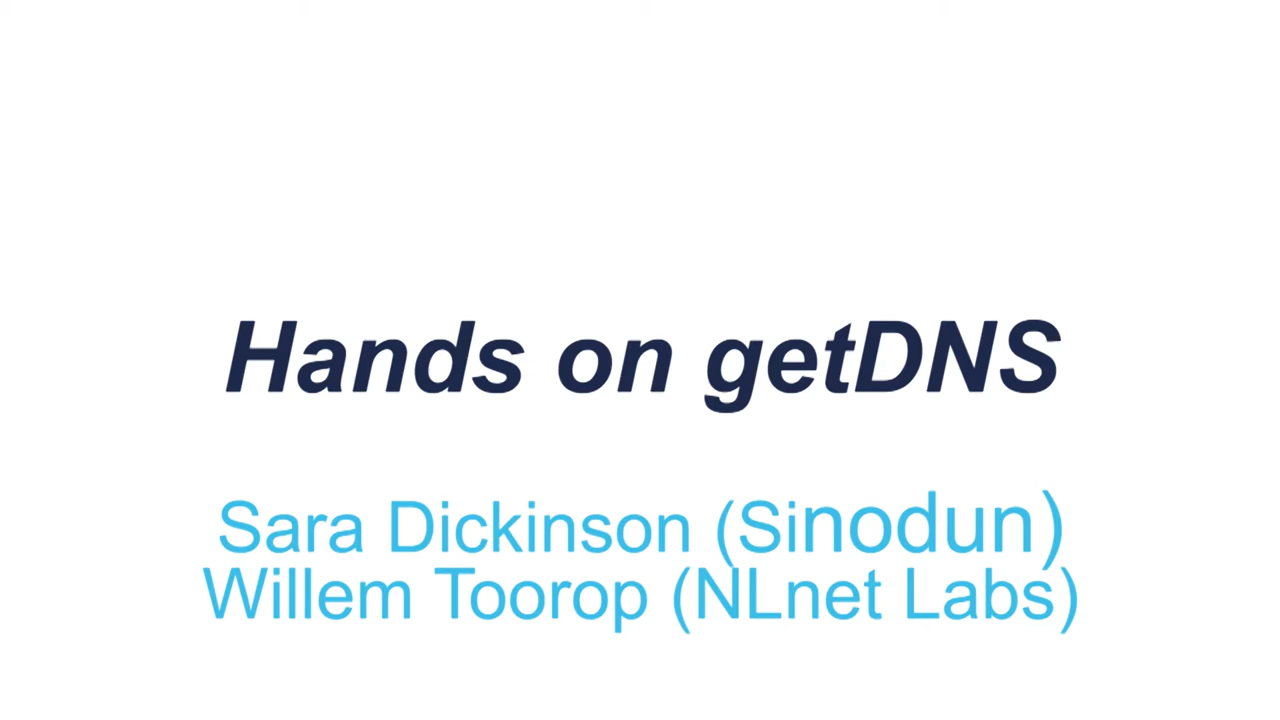 Hands on getDNS
Sara Dickinson (Sinodun)
Willem Toorop (NLnet Labs)